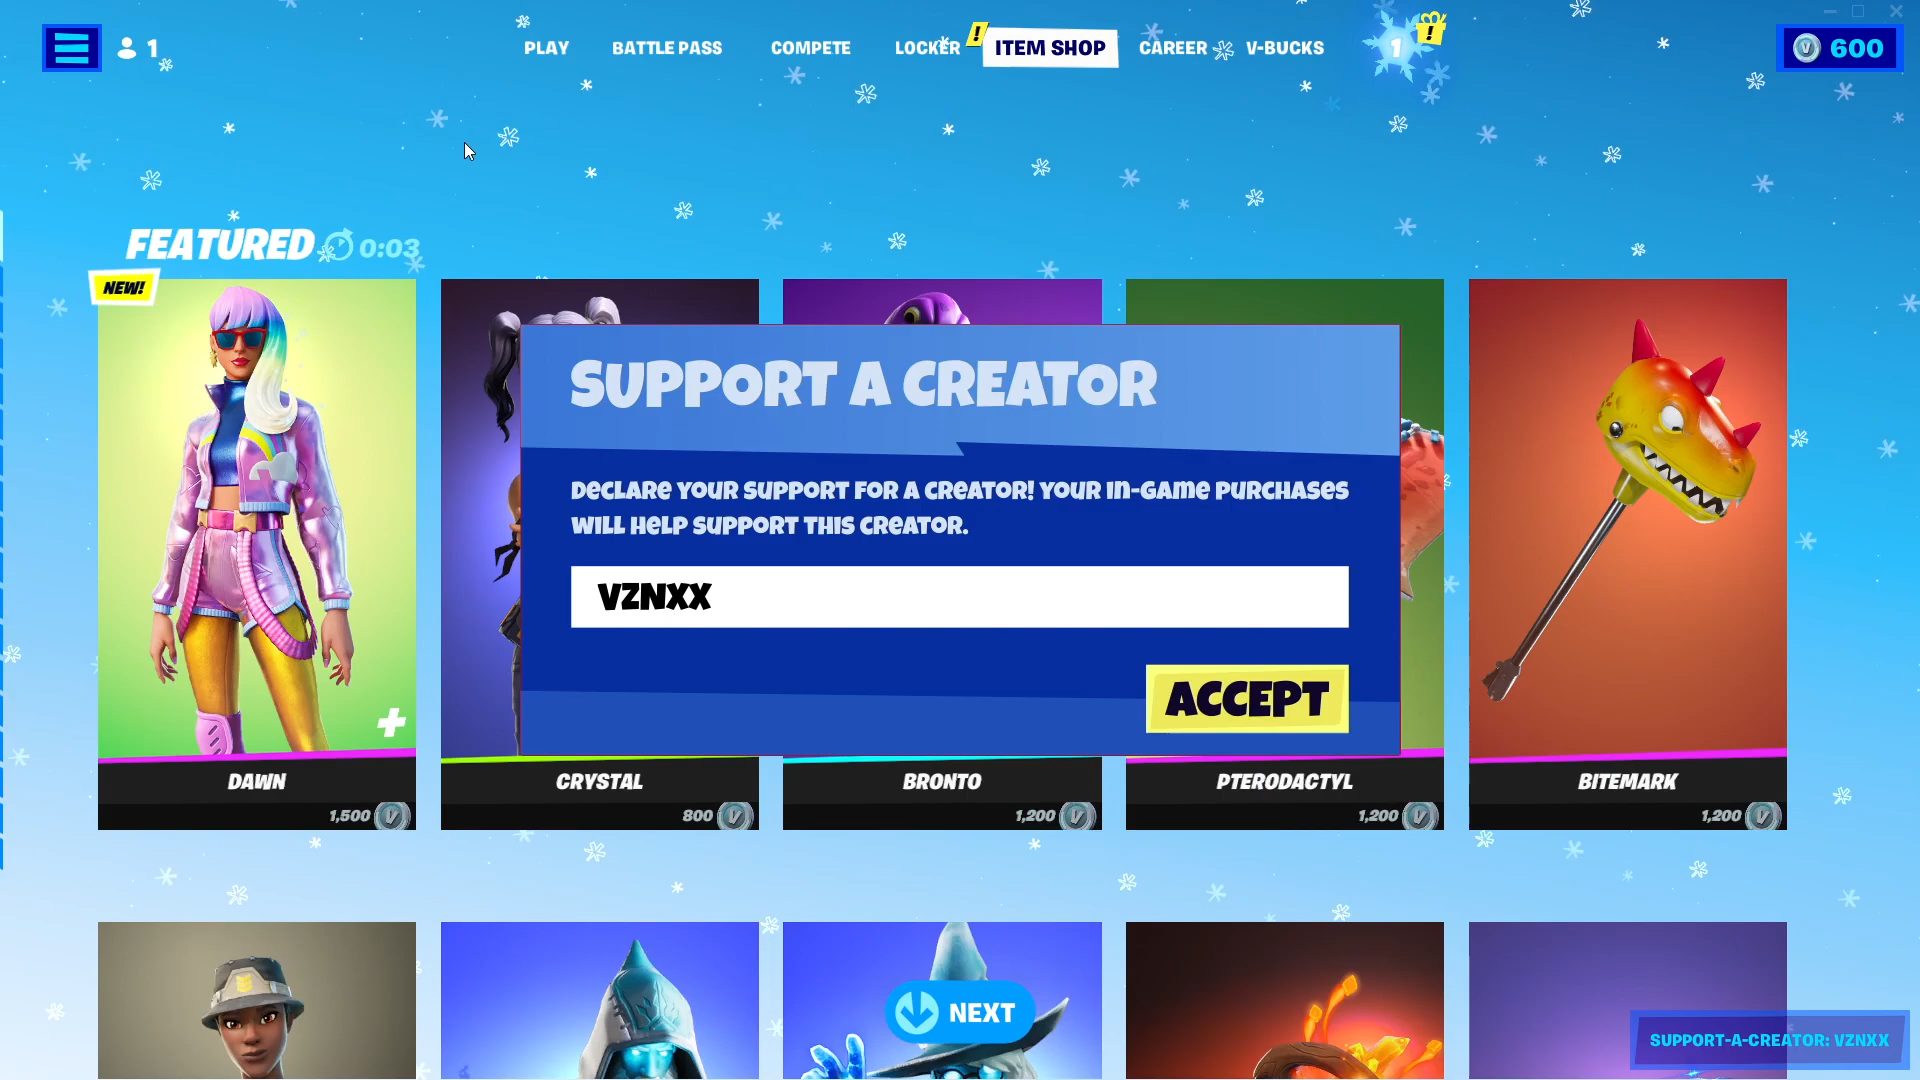 1
PLAY
BATTLE PASS
COMPETE
LOCKER
!
ITEM SHOP
CAREER
V-BUCKS
1
!
V 600
FEATURED 0:03
NEW!
SUPPORT A CREATOR
DECLARE YOUR SUPPORT FOR A CREATOR! YOUR IN-GAME PURCHASES
WILL HELP SUPPORT THIS CREATOR.
VZNXX
ACCEPT
DAWN
1,500 V
CRYSTAL
800 V
BRONTO
1,200 V
PTERODACTYL
1,200 V
BITEMARK
1,200 V
NEXT
SUPPORT-A-CREATOR: VZNXX